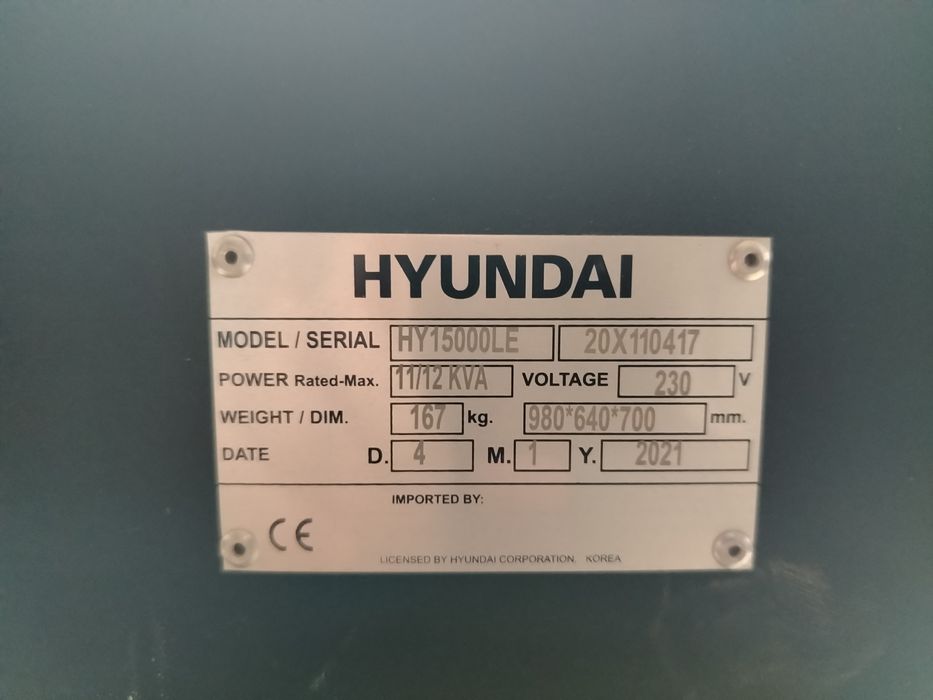 HYUNDAI
MODEL / SERIAL HY15000LE 20X110417
POWER Rated-Max. 11/12 KVA VOLTAGE 230 V
WEIGHT / DIM. 167 kg. 980*640*700 mm.
DATE D. 4 M. 1 Y. 2021
IMPORTED BY:
CE
LICENSED BY HYUNDAI CORPORATION, KOREA